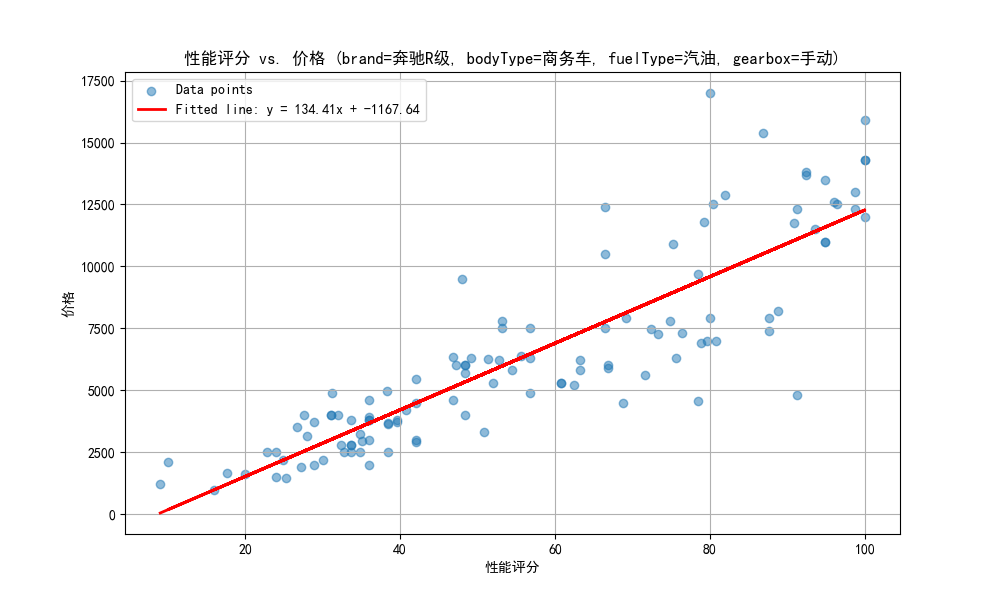 性能评分 vs. 价格 (brand=奔驰R级, bodyType=商务车, fuelType=汽油, gearbox=手动)
Data points
Fitted line: y = 134.41x + -1167.64
17500
15000
12500
10000
7500
5000
2500
0
价格
20 40 60 80 100
性能评分